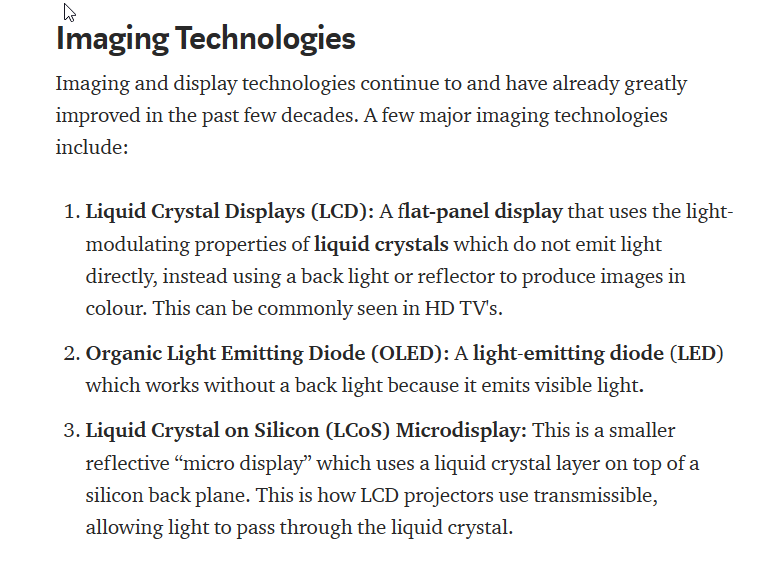 Imaging Technologies
Imaging and display technologies continue to and have already greatly
improved in the past few decades. A few major imaging technologies
include:
1. Liquid Crystal Displays (LCD): A flat-panel display that uses the light-
modulating properties of liquid crystals which do not emit light
directly, instead using a back light or reflector to produce images in
colour. This can be commonly seen in HD TV's.
2. Organic Light Emitting Diode (OLED): A light-emitting diode (LED)
which works without a back light because it emits visible light.
3. Liquid Crystal on Silicon (LCoS) Microdisplay: This is a smaller
reflective “micro display” which uses a liquid crystal layer on top of a
silicon back plane. This is how LCD projectors use transmissible,
allowing light to pass through the liquid crystal.